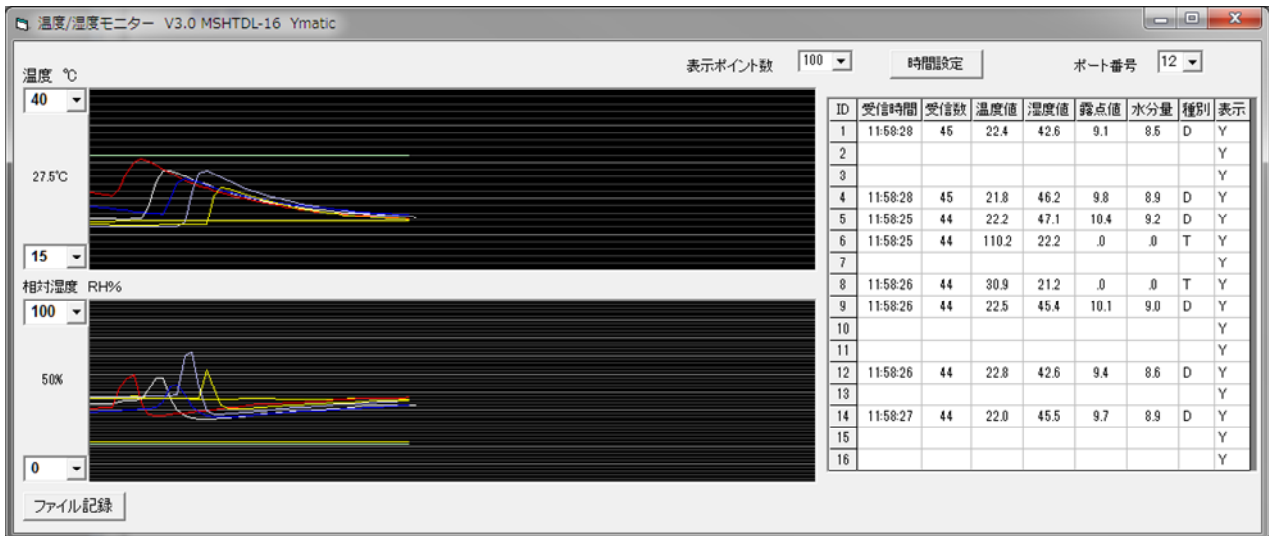 温度/湿度モニター V3.0 MSHTDL-16 Ymatic
表示ポイント数 100 時間設定 ポート番号 12
温度 ℃
40
27.5℃
15
相対湿度 RH%
100
50%
0
ファイル記録
ID 受信時間 受信数 温度値 湿度値 露点値 水分量 種別 表示
1 11:58:28 45 22.4 42.6 9.1 8.5 D Y
2 Y
3 Y
4 11:58:28 45 21.8 46.2 9.8 8.9 D Y
5 11:58:25 44 22.2 47.1 10.4 9.2 D Y
6 11:58:25 44 110.2 22.2 .0 .0 T Y
7 Y
8 11:58:26 44 30.9 21.2 .0 .0 T Y
9 11:58:26 44 22.5 45.4 10.1 9.0 D Y
10 Y
11 Y
12 11:58:26 44 22.8 42.6 9.4 8.6 D Y
13 Y
14 11:58:27 44 22.0 45.5 9.7 8.9 D Y
15 Y
16 Y